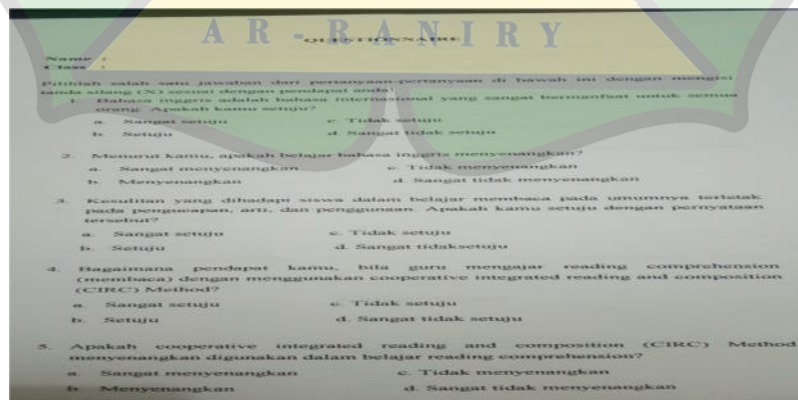 AR-RANIRY
QUESTIONNAIRE
Name :
Class :
Pilihlah salah satu jawaban dari pertanyaan-pertanyaan di bawah ini dengan mengisi
tanda silang (X) sesuai dengan pendapat anda!
1. Bahasa inggris adalah bahasa internasional yang sangat bermanfaat untuk semua
orang. Apakah kamu setuju?
a. Sangat setuju c. Tidak setuju
b. Setuju d. Sangat tidak setuju
2. Menurut kamu, apakah belajar bahasa inggris menyenangkan?
a. Sangat menyenangkan c. Tidak menyenangkan
b. Menyenangkan d. Sangat tidak menyenangkan
3. Kesulitan yang dihadapi siswa dalam belajar membaca pada umumnya terletak
pada pengucapan, arti, dan penggunaan. Apakah kamu setuju dengan pernyataan
tersebut?
a. Sangat setuju c. Tidak setuju
b. Setuju d. Sangat tidaksetuju
4. Bagaimana pendapat kamu, bila guru mengajar reading comprehension
(membaca) dengan menggunakan cooperative integrated reading and composition
(CIRC) Method?
a. Sangat setuju c. Tidak setuju
b. Setuju d. Sangat tidak setuju
5. Apakah cooperative integrated reading and composition (CIRC) Method
menyenangkan digunakan dalam belajar reading comprehension?
a. Sangat menyenangkan c. Tidak menyenangkan
b. Menyenangkan d. Sangat tidak menyenangkan